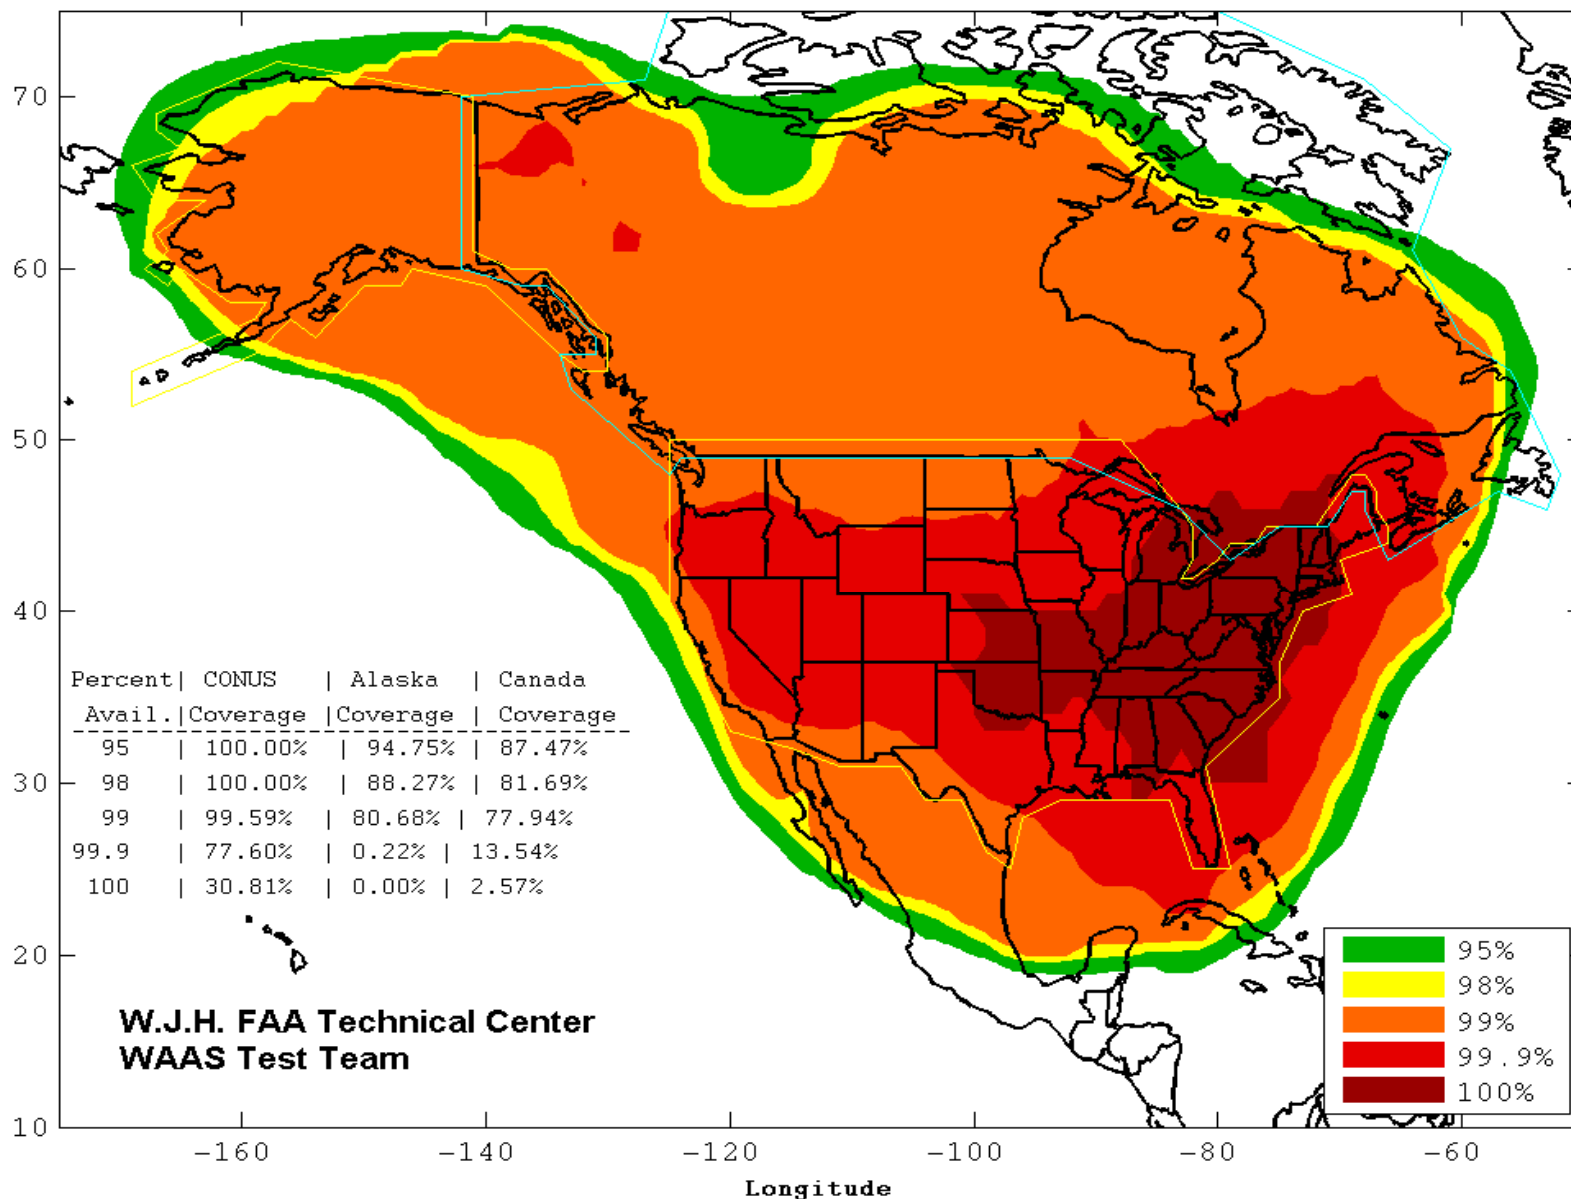 70
60
50
40
30
20
10
Percent| CONUS | Alaska | Canada
Avail.|Coverage |Coverage | Coverage
95 | 100.00% | 94.75% | 87.47%
98 | 100.00% | 88.27% | 81.69%
99 | 99.59% | 80.68% | 77.94%
99.9 | 77.60% | 0.22% | 13.54%
100 | 30.81% | 0.00% | 2.57%
W.J.H. FAA Technical Center
WAAS Test Team
95%
98%
99%
99.9%
100%
-160 -140 -120 -100 -80 -60
Longitude